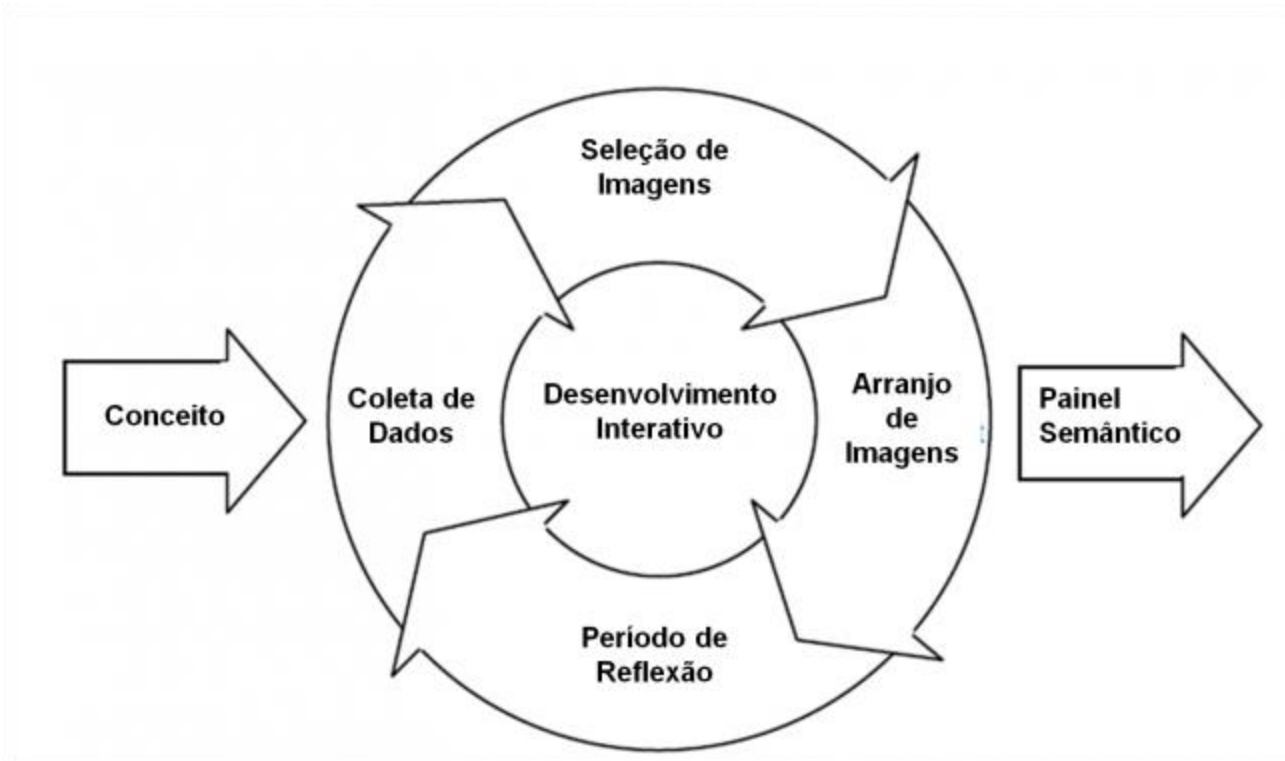 Seleção de
Imagens
Conceito
Coleta de
Dados
Desenvolvimento
Interativo
Arranjo
de
Imagens
Painel
Semântico
Período de
Reflexão